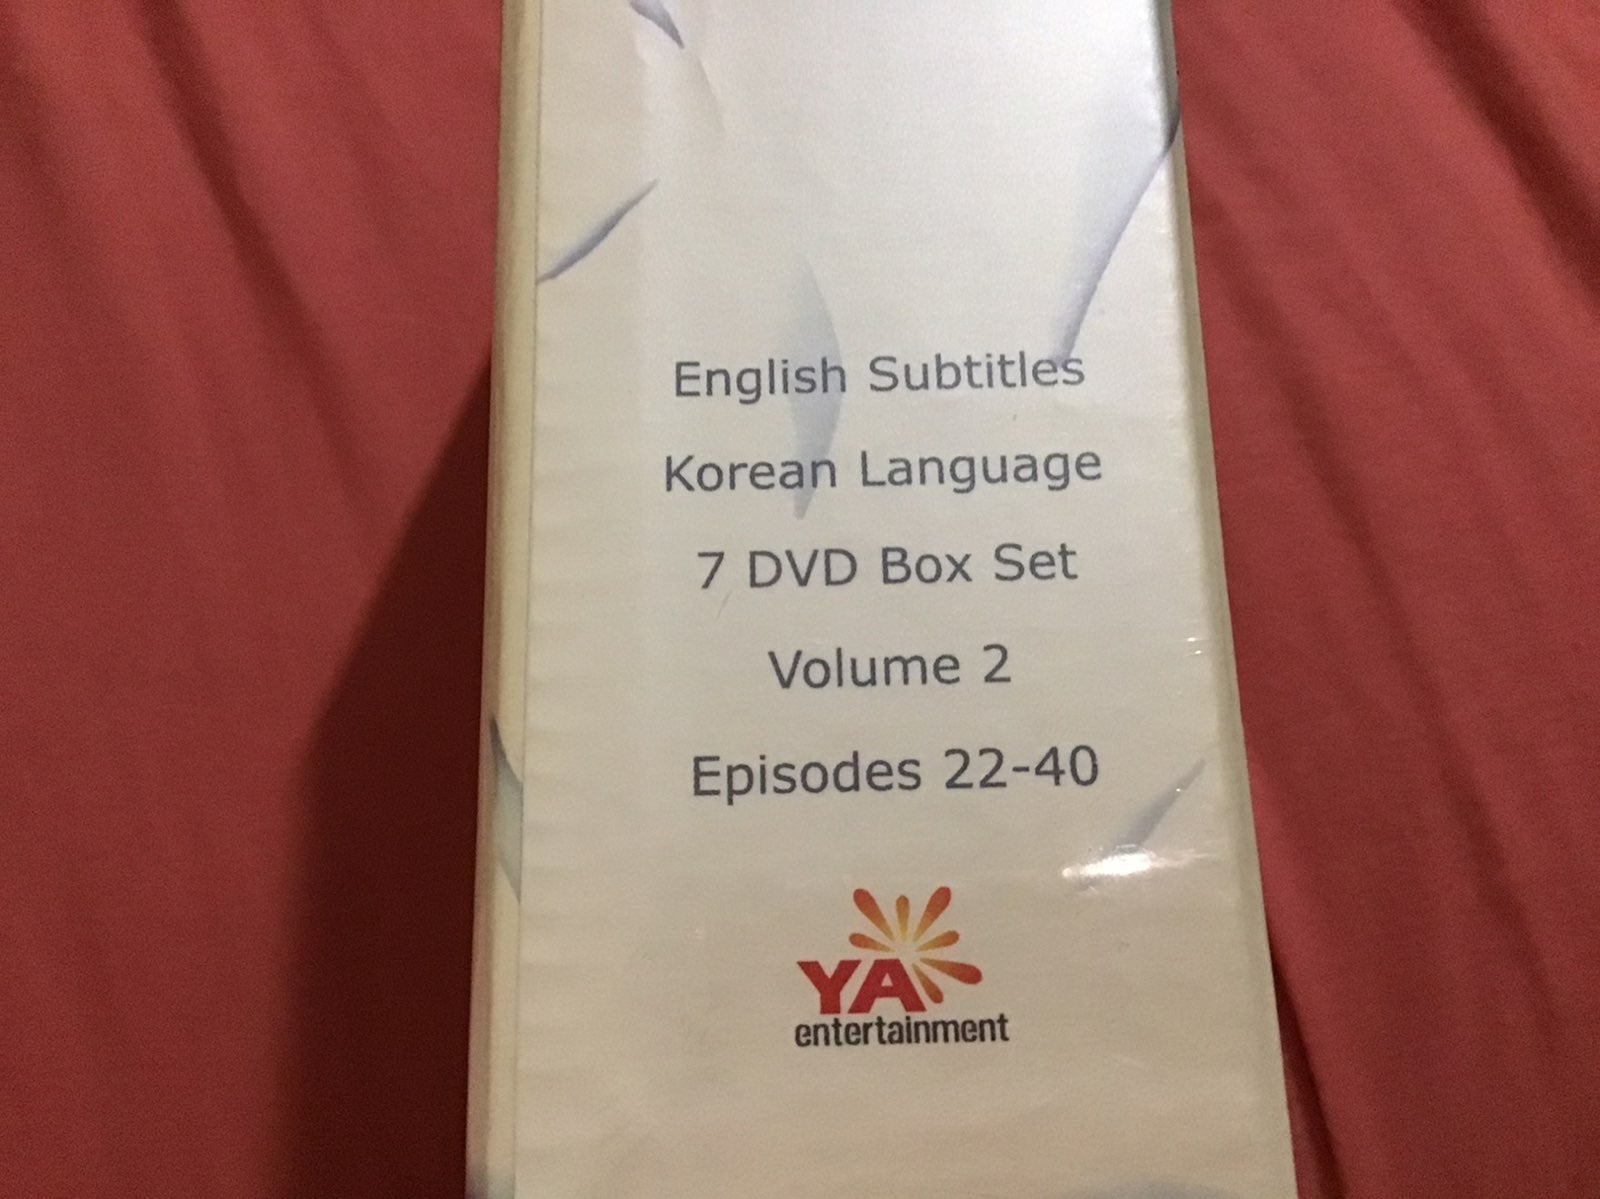 English Subtitles
Korean Language
7 DVD Box Set
Volume 2
Episodes 22-40
YA
entertainment